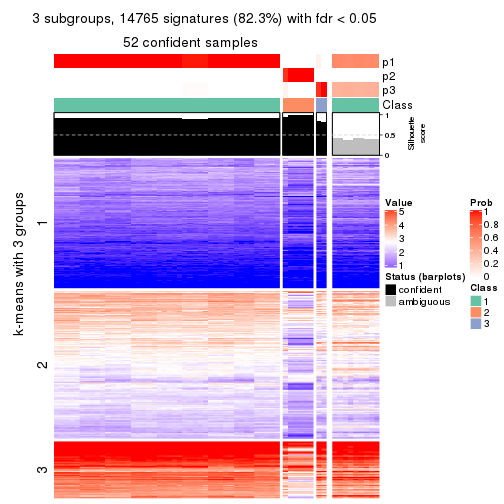 3 subgroups, 14765 signatures (82.3%) with fdr < 0.05
52 confident samples
p1
p2
p3
Class
1
0.5
0
Silhouette
score
k-means with 3 groups
1
2
3
Value
5
4
3
2
1
Status (barplots)
confident
ambiguous
Prob
1
0.8
0.6
0.4
0.2
0
Class
1
2
3